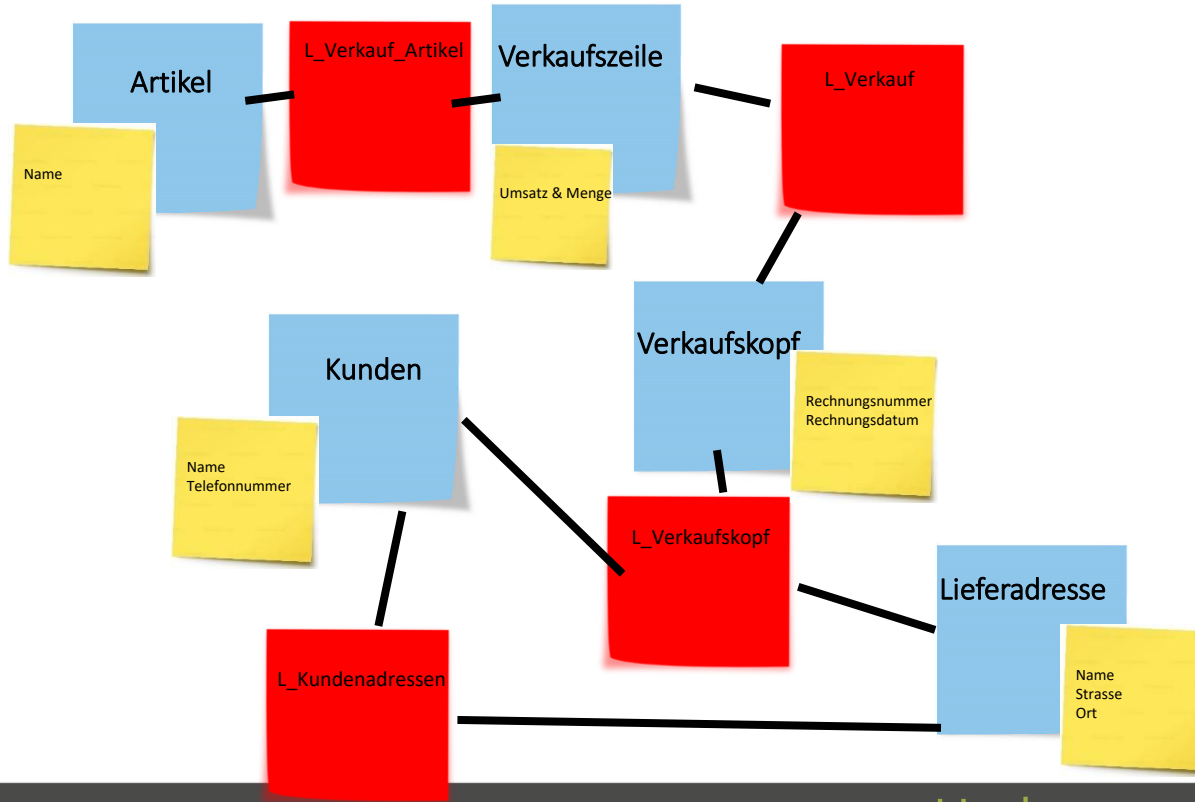 Artikel
L_Verkauf_Artikel
Verkaufszeile
L_Verkauf
Name
Umsatz & Menge
Kunden
Verkaufskopf
Rechnungsnummer
Rechnungsdatum
Name
Telefonnummer
L_Verkaufskopf
Lieferadresse
L_Kundenadressen
Name
Strasse
Ort